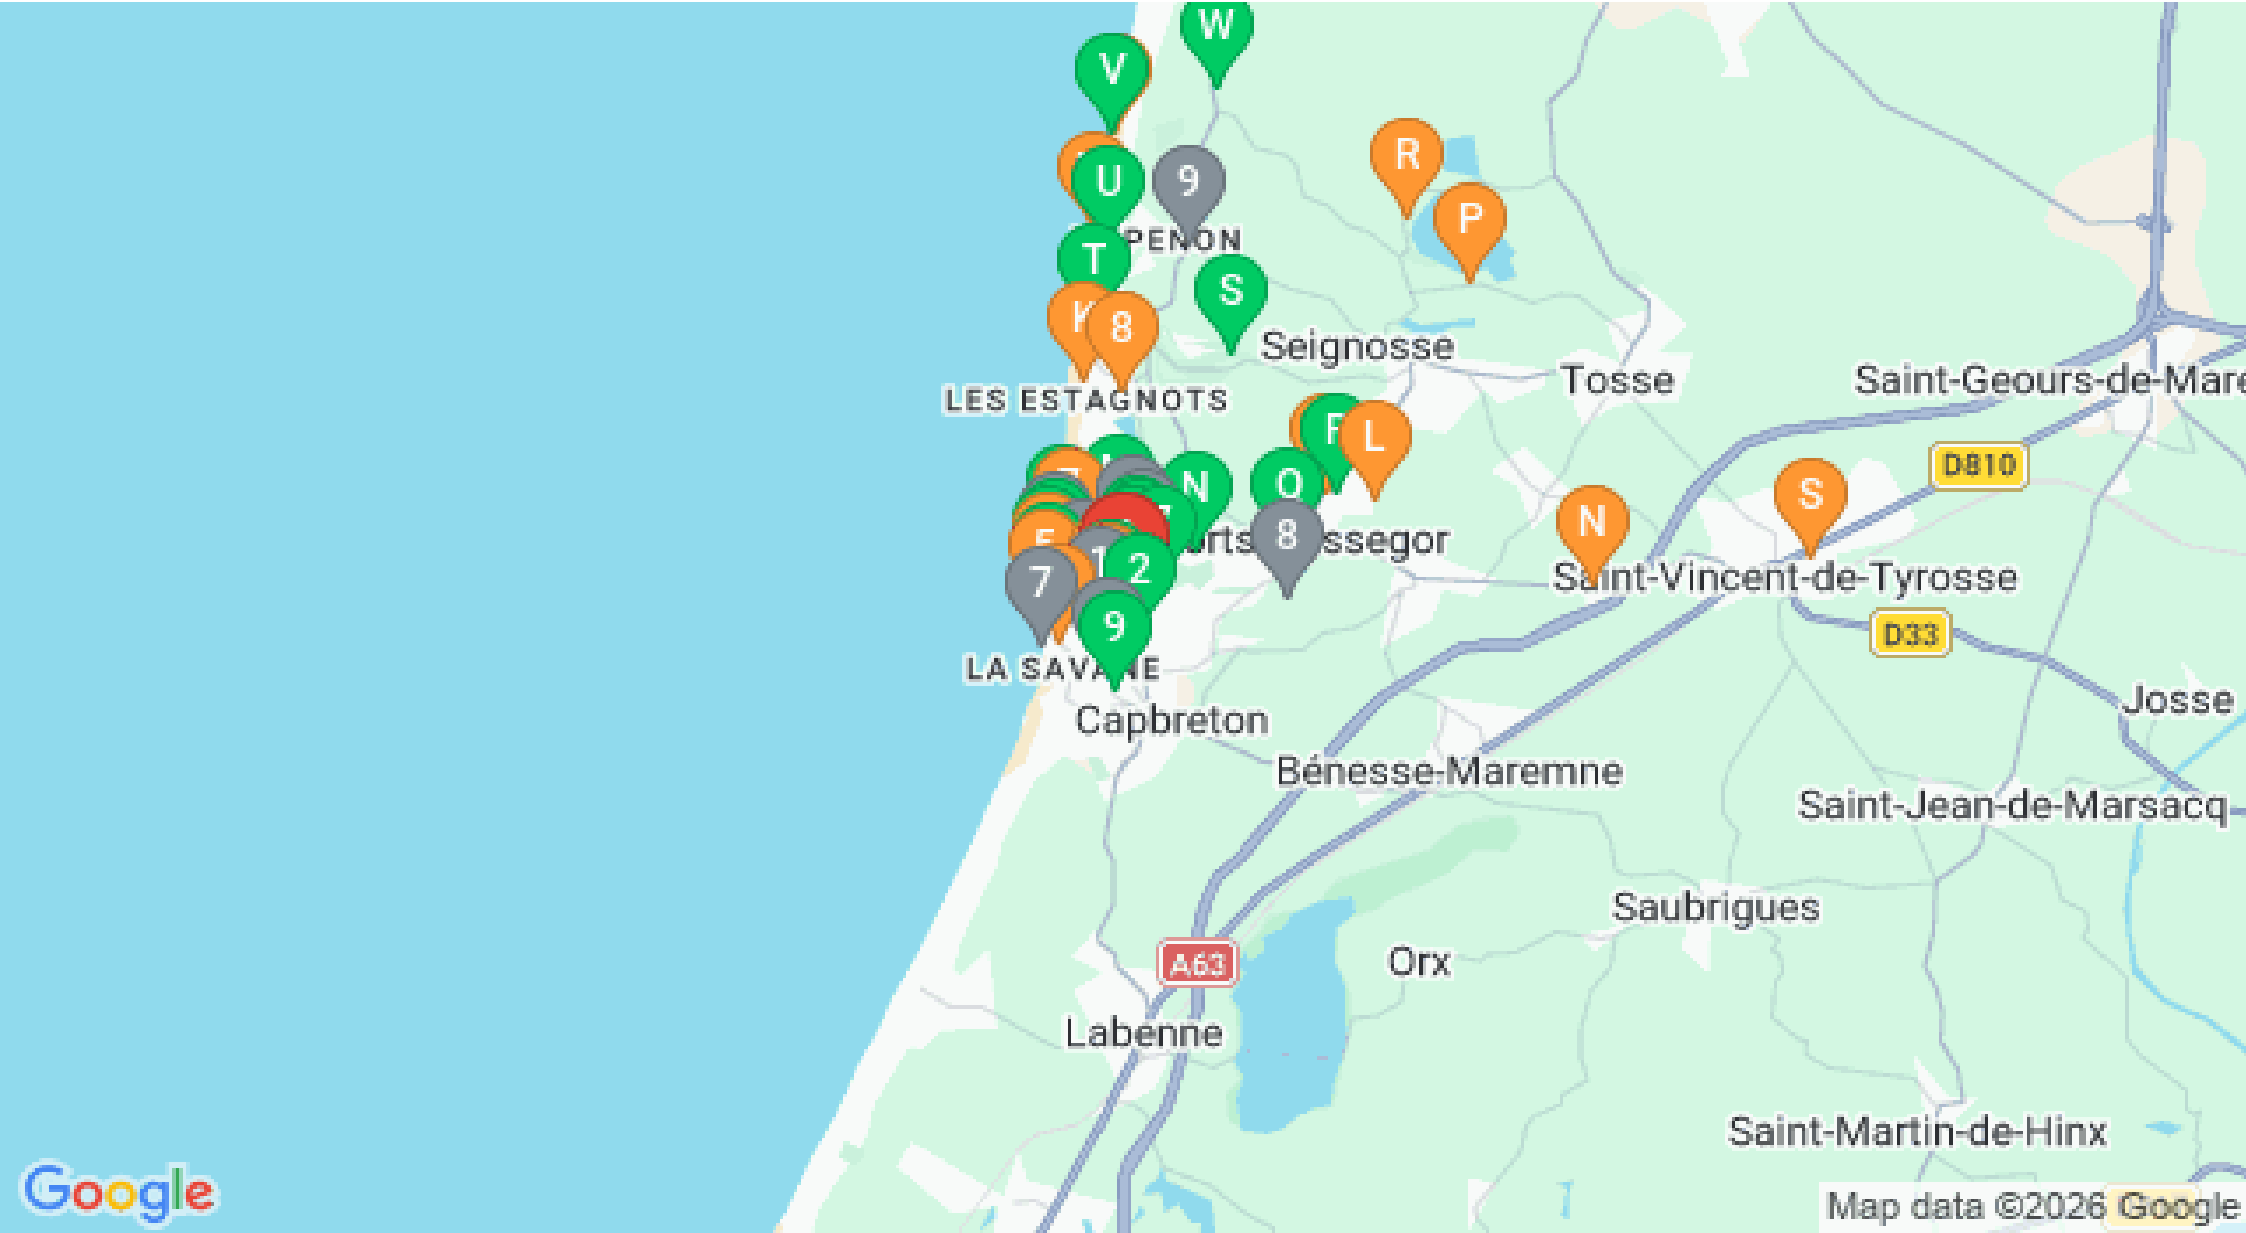 W
V
R
U
9
P
PENON
T
S
K
8
Seignosse
Tosse
Saint-Geours-de-Mare
LES ESTAGNOTS
L
D810
N
O
S
N
8
ssegor
Saint-Vincent-de-Tyrosse
2
7
9
D33
LA SAVANE
Josse
Capbreton
Bénesse-Maremne
Saint-Jean-de-Marsacq
Saubrigues
A63
Orx
Labenne
Saint-Martin-de-Hinx
Google
Map data ©2026 Google